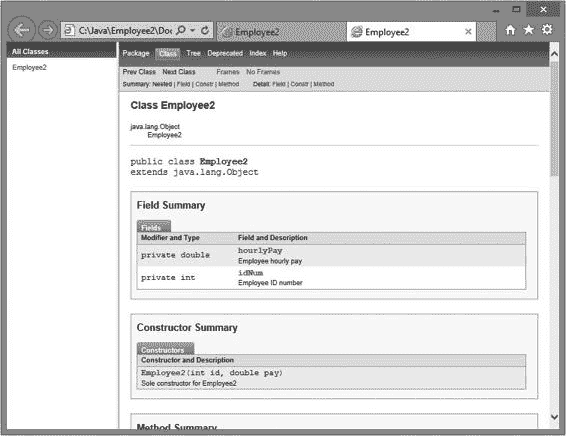 C:\Java\Employee2\Doc
Employee2
Employee2
All Classes
Employee2
Package Class Tree Deprecated Index Help
Prev Class Next Class Frames No Frames
Summary: Nested | Field | Constr | Method Detail: Field | Constr | Method
Class Employee2
java.lang.Object
Employee2
public class Employee2
extends java.lang.Object
Field Summary
Fields
Modifier and Type Field and Description
private double hourlyPay
Employee hourly pay
private int idNum
Employee ID number
Constructor Summary
Constructors
Constructor and Description
Employee2(int id, double pay)
Sole constructor for Employee2
Method Summary